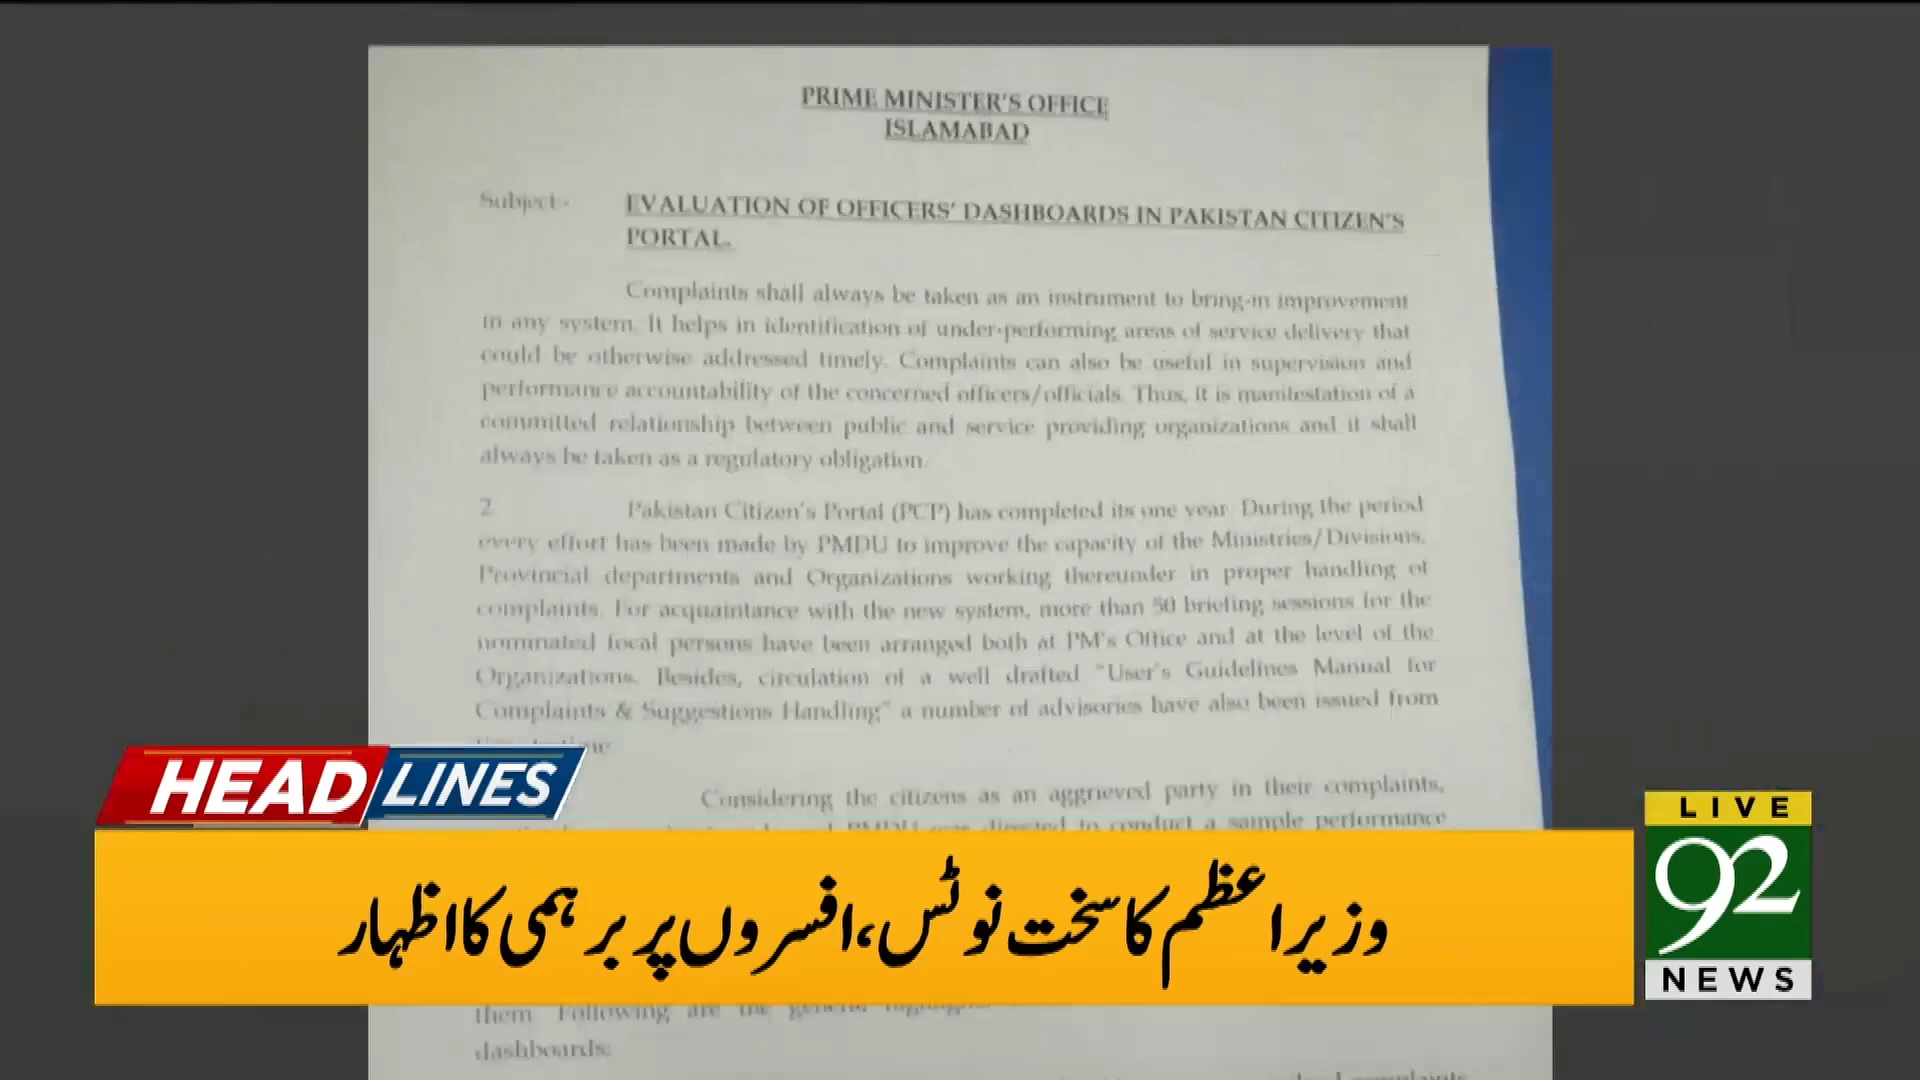 PRIME MINISTER'S OFFICE
ISLAMABAD
Subject:- EVALUATION OF OFFICERS' DASHBOARDS IN PAKISTAN CITIZEN'S
PORTAL.
Complaints shall always be taken as an instrument to bring-in improvement
in any system. It helps in identification of under-performing areas of service delivery that
could be otherwise addressed timely. Complaints can also be useful in supervision and
performance accountability of the concerned officers/officials. Thus, it is manifestation of a
committed relationship between public and service providing organizations and it shall
always be taken as a regulatory obligation.
2 Pakistan Citizen's Portal (PCP) has completed its one year. During the period
every effort has been made by PMDU to improve the capacity of the Ministries/Divisions,
Provincial departments and Organizations working thereunder in proper handling of
complaints. For acquaintance with the new system, more than 50 briefing sessions for the
nominated focal persons have been arranged both at PM's Office and at the level of the
Organizations. Besides, circulation of a well drafted "User's Guidelines Manual for
Complaints & Suggestions Handling" a number of advisories have also been issued from
Considering the citizens as an aggrieved party in their complaints,
PMDU was directed to conduct a sample performance
HEADLINES
وزیراعظم کا سخت نوٹس، افسروں پر برہمی کا اظہار
LIVE
92
NEWS
them. Following are the general
dashboards:
complaints